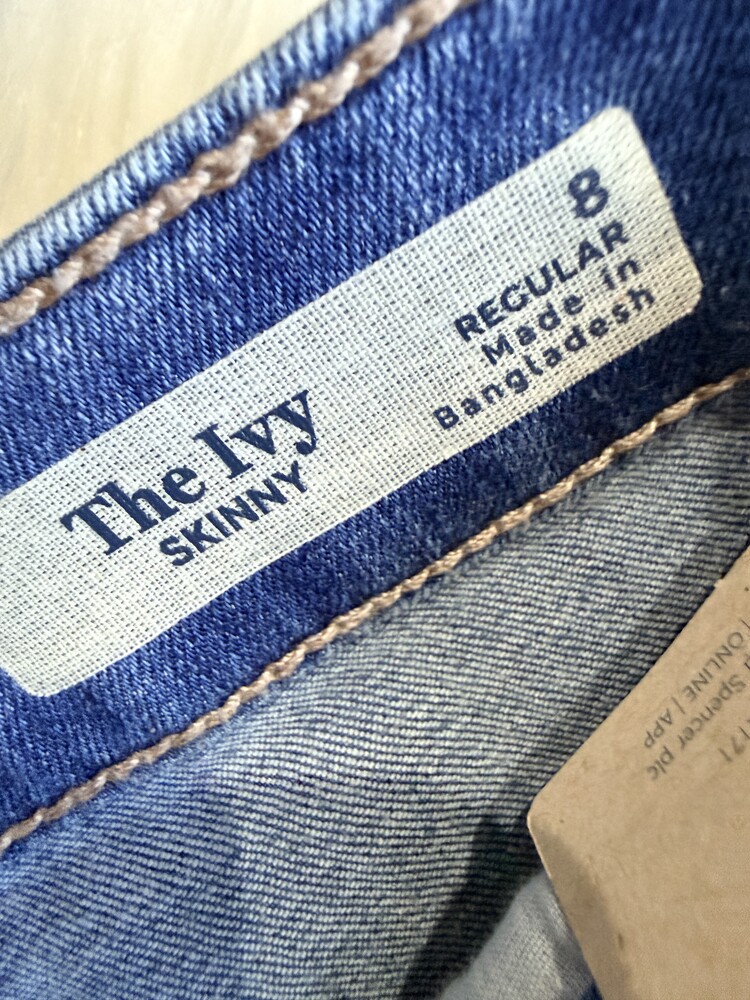 The Ivy
SKINNY
8
REGULAR
Made in
Bangladesh
Spencer plc
| ONLINE | APP